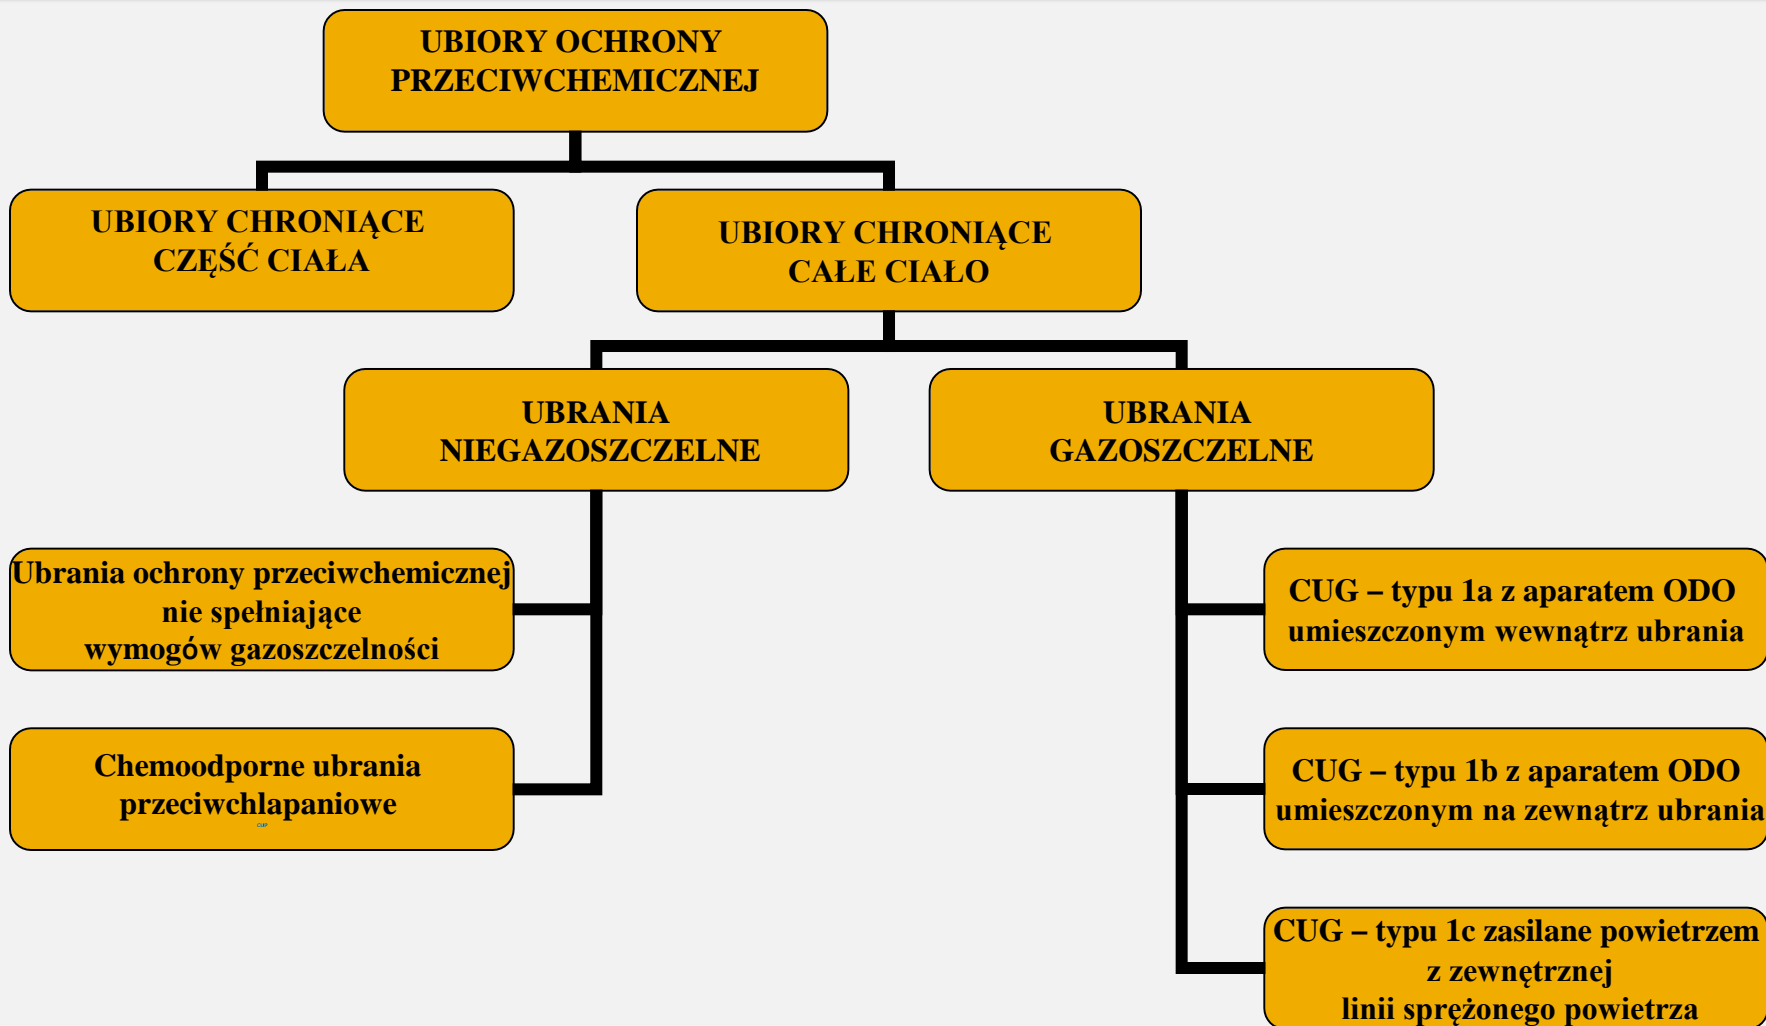 UBIORY OCHRONY
PRZECIWCHEMICZNEJ
UBIORY CHRONIĄCE
CZĘŚĆ CIAŁA
UBIORY CHRONIĄCE
CAŁE CIAŁO
UBRANIA
NIEGAZOSZCZELNE
UBRANIA
GAZOSZCZELNE
Ubrania ochrony przeciwchemicznej
nie spełniające
wymogów gazoszczelności
Chemoodporne ubrania
przeciwchlapaniowe
CUG – typu 1a z aparatem ODO
umieszczonym wewnątrz ubrania
CUG – typu 1b z aparatem ODO
umieszczonym na zewnątrz ubrania
CUG – typu 1c zasilane powietrzem
z zewnętrznej
linii sprężonego powietrza